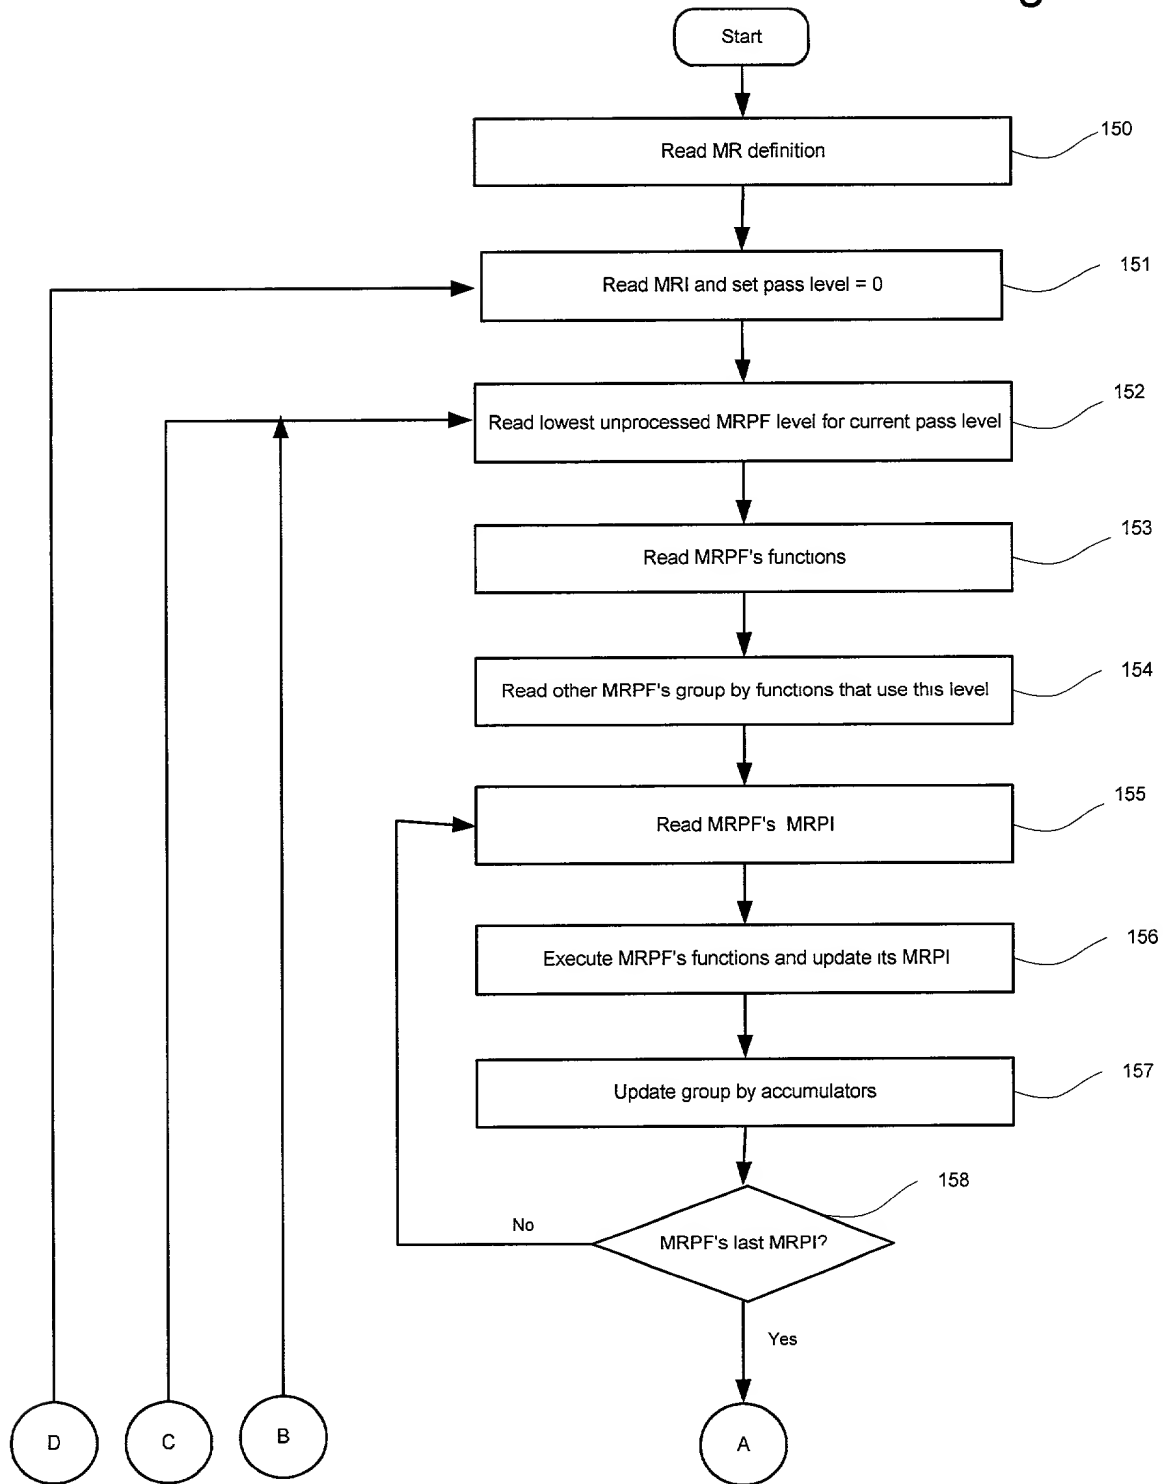 Start
150
Read MR definition
151
Read MRI and set pass level = 0
152
Read lowest unprocessed MRPF level for current pass level
153
Read MRPF's functions
154
Read other MRPF's group by functions that use this level
155
Read MRPF's MRPI
156
Execute MRPF's functions and update its MRPI
157
Update group by accumulators
158
No
MRPF's last MRPI?
Yes
D
C
B
A